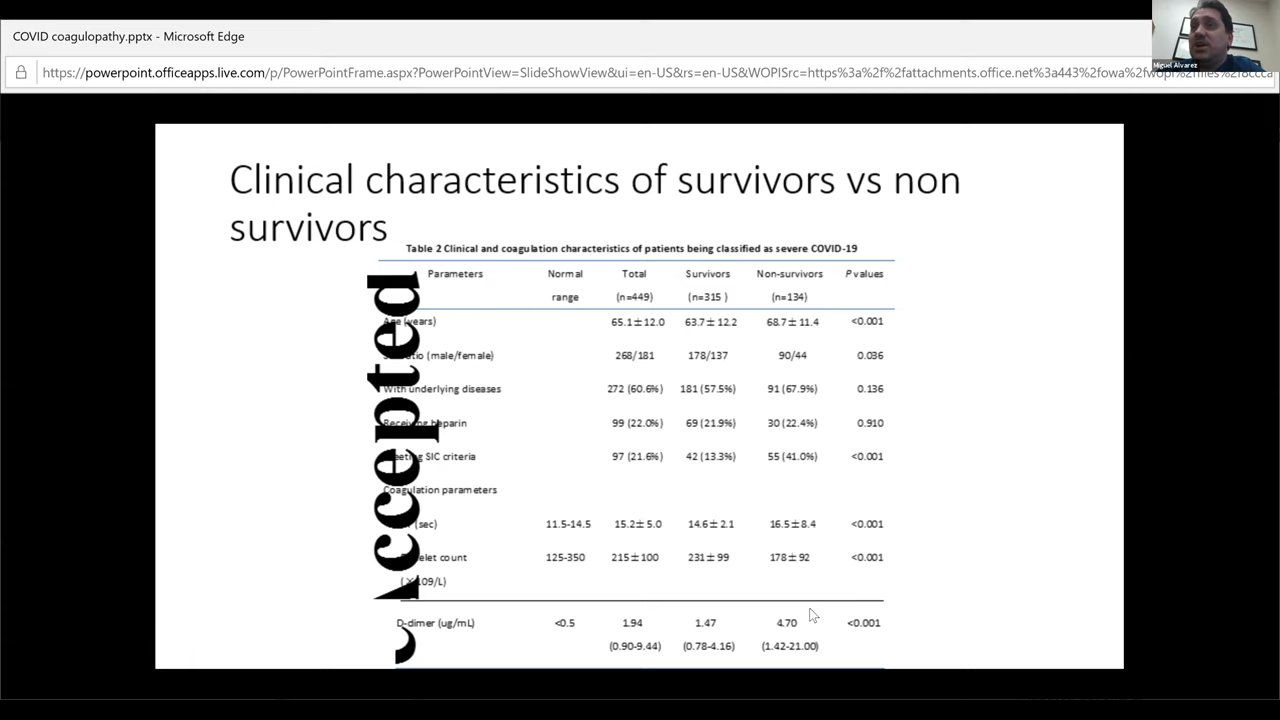 COVID coagulopathy.pptx - Microsoft Edge
https://powerpoint.officeapps.live.com/p/PowerPointFrame.aspx?PowerPointView=SlideShowView&ui=en-US&rs=en-US&WOPISrc=https%3a%2f%2fattachments.office.net%3a443%2fowa%2fwopi%2ffiles%2f8ccca
Miguel Alvarez
Clinical characteristics of survivors vs non
survivors
Table 2 Clinical and coagulation characteristics of patients being classified as severe COVID-19
Parameters Normal Total Survivors Non-survivors P values
range (n=449) (n=315 ) (n=134)
Age (years) 65.1±12.0 63.7±12.2 68.7±11.4 <0.001
(male/female) 268/181 178/137 90/44 0.036
With underlying diseases 272 (60.6%) 181 (57.5%) 91 (67.9%) 0.136
Receiving heparin 99 (22.0%) 69 (21.9%) 30 (22.4%) 0.910
Meeting SIC criteria 97 (21.6%) 42 (13.3%) 55 (41.0%) <0.001
Coagulation parameters
(sec) 11.5-14.5 15.2±5.0 14.6±2.1 16.5±8.4 <0.001
Platelet count 125-350 215±100 231±99 178±92 <0.001
(×109/L)
D-dimer (ug/mL) <0.5 1.94 1.47 4.70 <0.001
(0.90-9.44) (0.78-4.16) (1.42-21.00)
Accepted